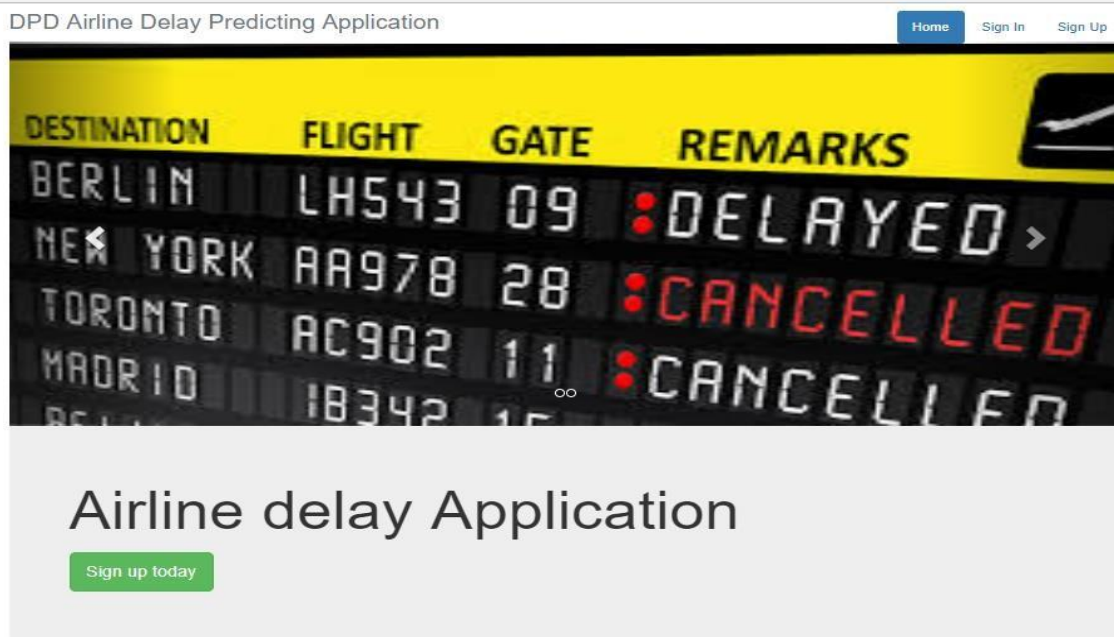 DPD Airline Delay Predicting Application
Home Sign In Sign Up
DESTINATION FLIGHT GATE REMARKS
BERLIN LH543 09 DELAYED
NEW YORK AA978 28 CANCELLED
TORONTO AC902 11 CANCELLED
MADRID IB342
Airline delay Application
Sign up today